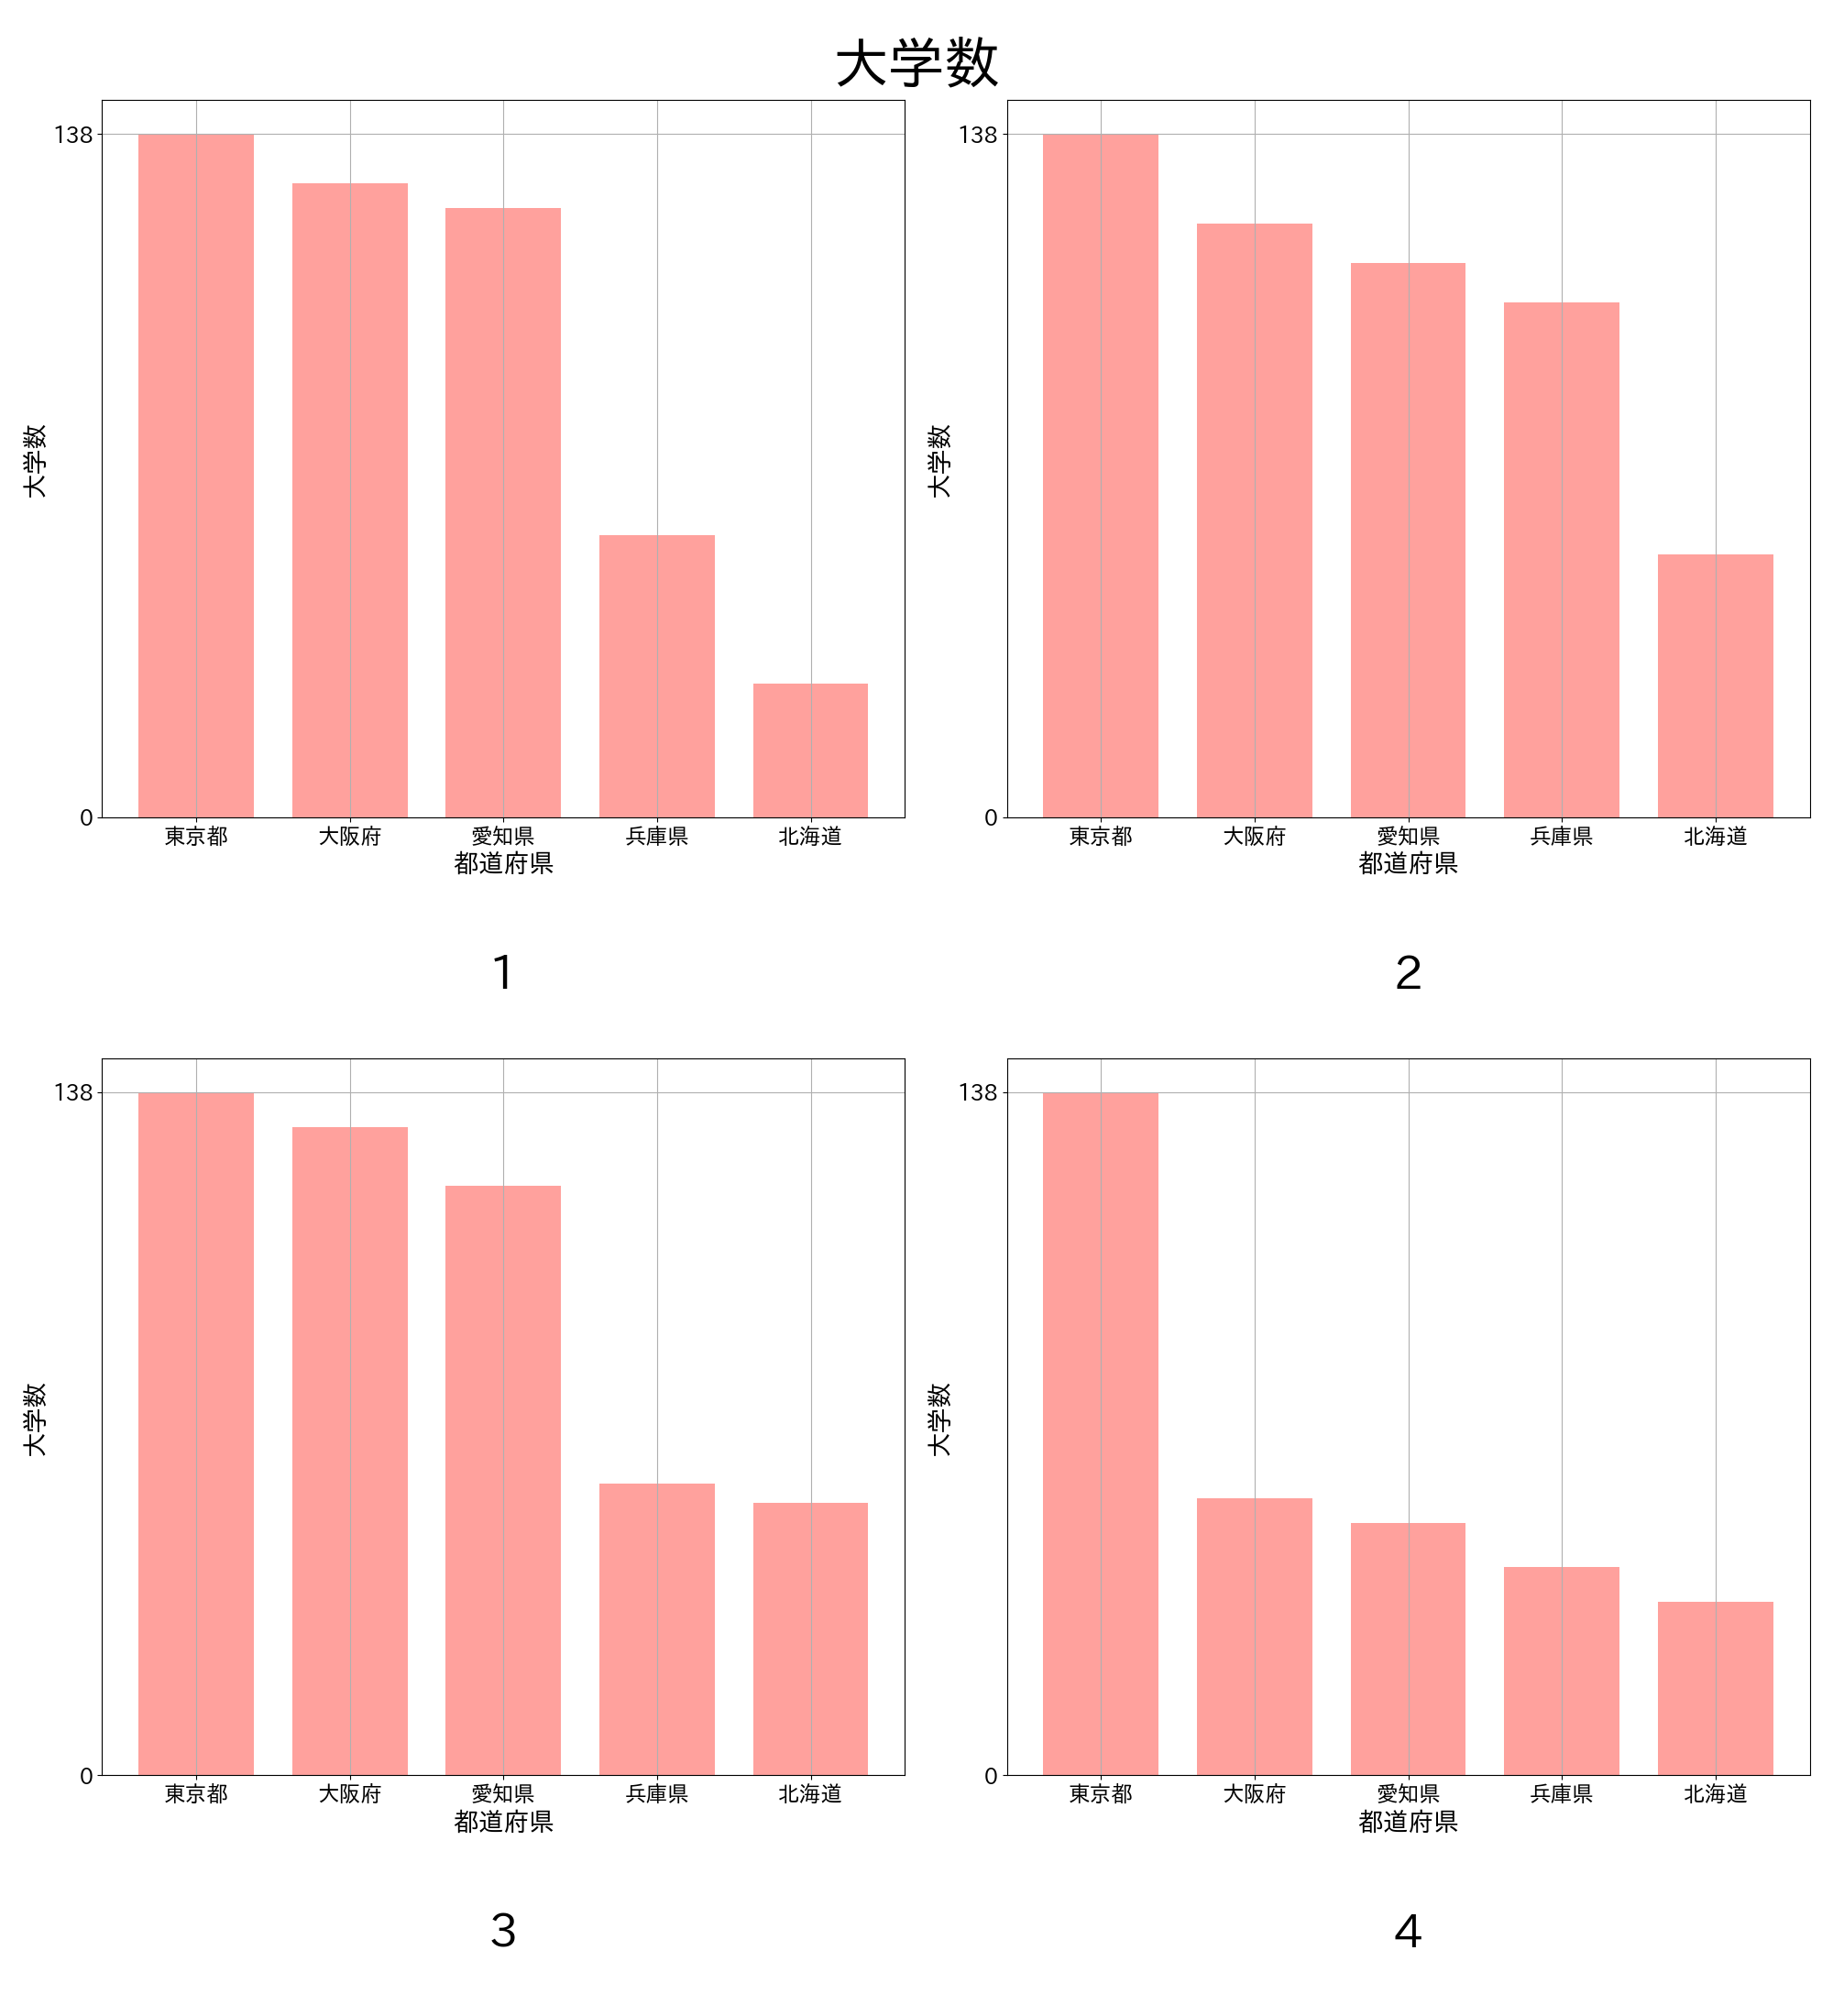 大学数
138
0
大学数
東京都 大阪府 愛知県 兵庫県 北海道
都道府県
1
138
0
大学数
東京都 大阪府 愛知県 兵庫県 北海道
都道府県
2
138
0
大学数
東京都 大阪府 愛知県 兵庫県 北海道
都道府県
3
138
0
大学数
東京都 大阪府 愛知県 兵庫県 北海道
都道府県
4